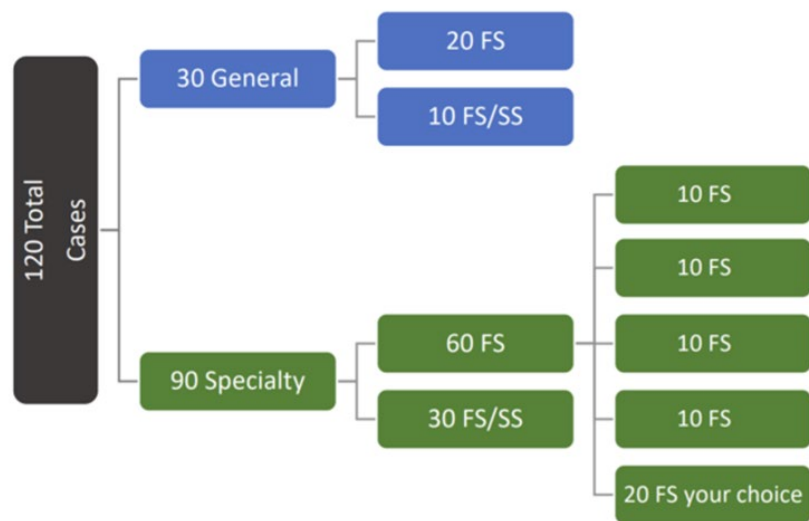 120 Total
Cases
30 General
20 FS
10 FS/SS
90 Specialty
60 FS
30 FS/SS
10 FS
10 FS
10 FS
10 FS
20 FS your choice